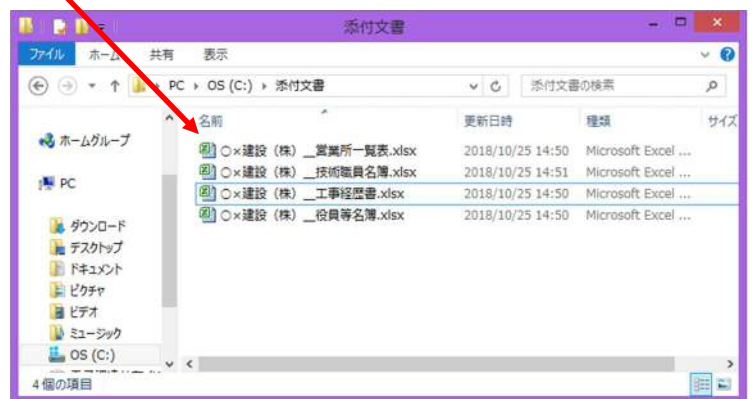 添付文書
ファイル ホーム 共有 表示
PC OS (C:) 添付文書 添付文書の検索
名前 更新日時 種類 サイズ
ホームグループ
PC
ダウンロード
デスクトップ
ドキュメント
ピクチャ
ビデオ
ミュージック
OS (C:)
○×建設（株）__営業所一覧表.xlsx 2018/10/25 14:50 Microsoft Excel ...
○×建設（株）__技術職員名簿.xlsx 2018/10/25 14:51 Microsoft Excel ...
○×建設（株）__工事経歴書.xlsx 2018/10/25 14:50 Microsoft Excel ...
○×建設（株）__役員等名簿.xlsx 2018/10/25 14:50 Microsoft Excel ...
4 個の項目